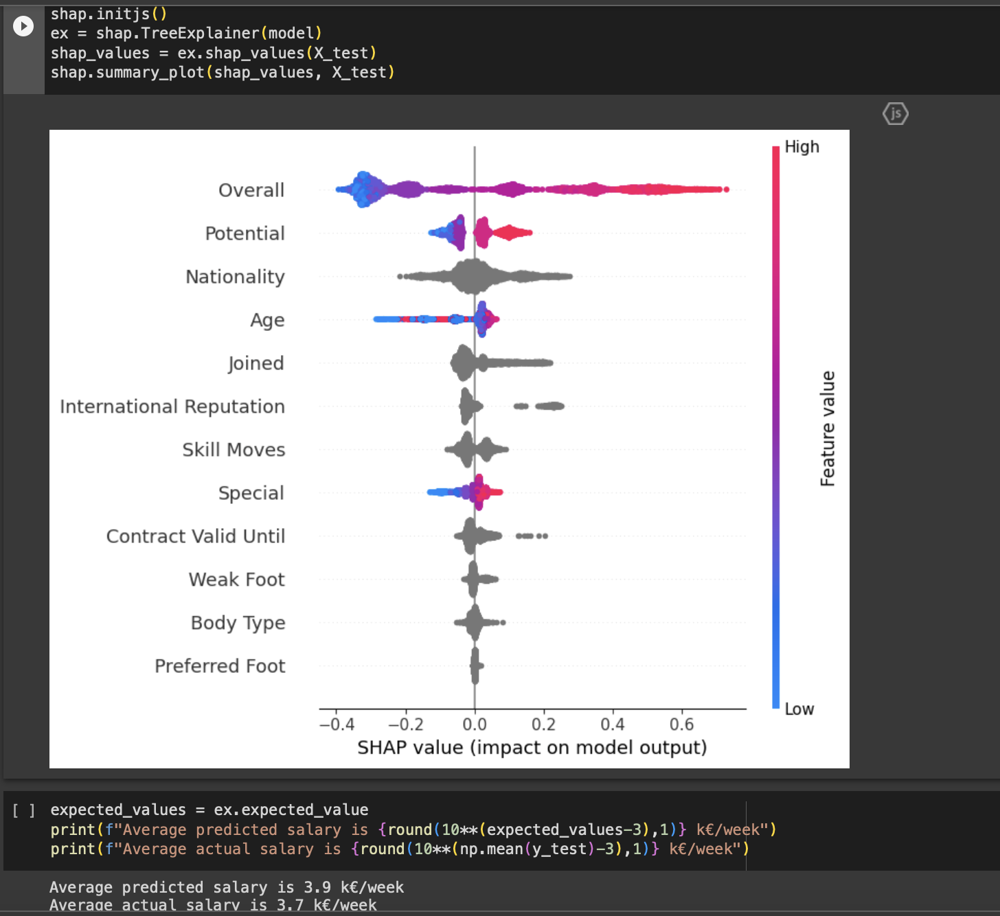 shap.initjs()
ex = shap.TreeExplainer(model)
shap_values = ex.shap_values(X_test)
shap.summary_plot(shap_values, X_test)
js
High
Overall
Potential
Nationality
Age
Joined
International Reputation
Skill Moves
Special
Contract Valid Until
Weak Foot
Body Type
Preferred Foot
Feature value
Low
−0.4 −0.2 0.0 0.2 0.4 0.6
SHAP value (impact on model output)
[ ] expected_values = ex.expected_value
print(f"Average predicted salary is {round(10**(expected_values-3),1)} k€/week")
print(f"Average actual salary is {round(10**(np.mean(y_test)-3),1)} k€/week")
Average predicted salary is 3.9 k€/week
Average actual salary is 3.7 k€/week